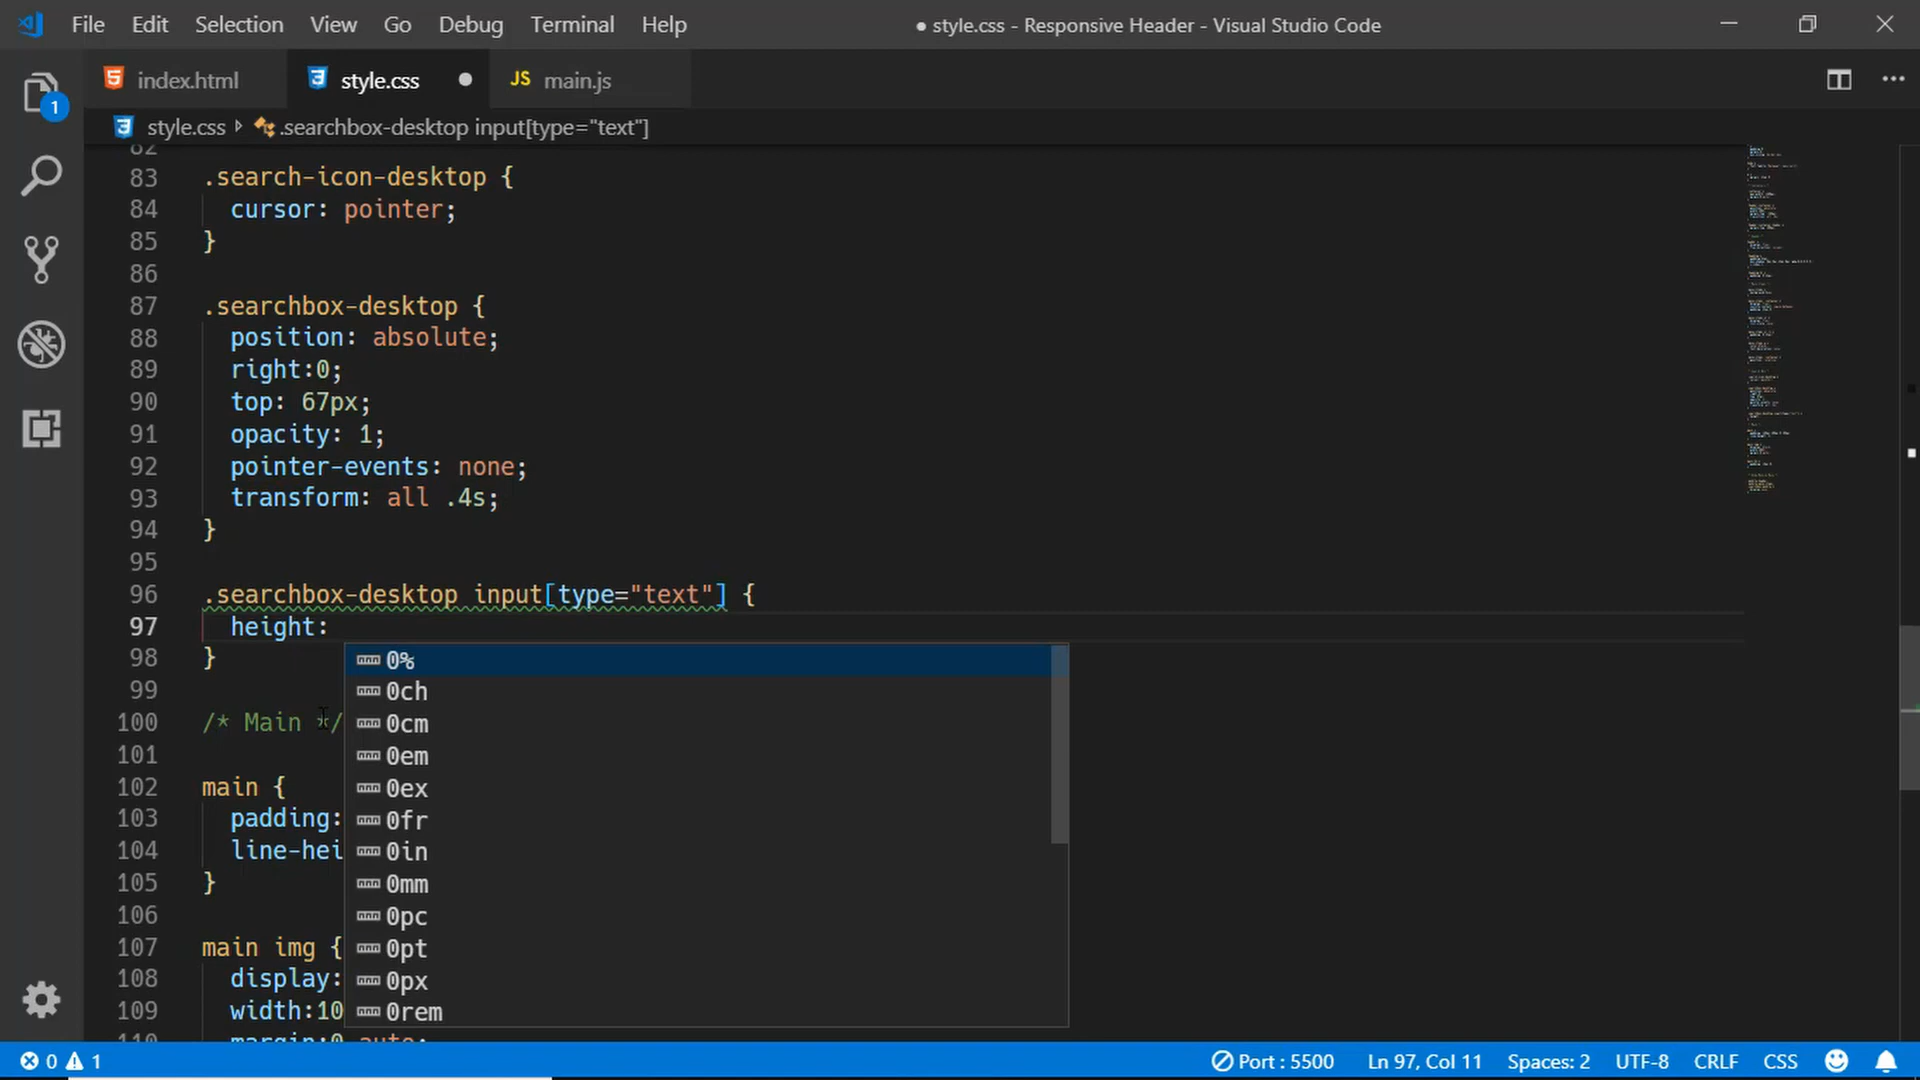 File Edit Selection View Go Debug Terminal Help
● style.css - Responsive Header - Visual Studio Code
index.html
style.css
JS main.js
1
style.css
.searchbox-desktop input[type="text"]
82
83 .search-icon-desktop {
84 cursor: pointer;
85 }
86
87 .searchbox-desktop {
88 position: absolute;
89 right:0;
90 top: 67px;
91 opacity: 1;
92 pointer-events: none;
93 transform: all .4s;
94 }
95
96 .searchbox-desktop input[type="text"] {
97 height:
98 }
99
100 /* Main */
101
102 main {
103 padding:
104 line-hei
105 }
106
107 main img {
108 display:
109 width:10
110 margin:0 auto;
0%
0ch
0cm
0em
0ex
0fr
0in
0mm
0pc
0pt
0px
0rem
0 1
Port : 5500 Ln 97, Col 11 Spaces: 2 UTF-8 CRLF CSS